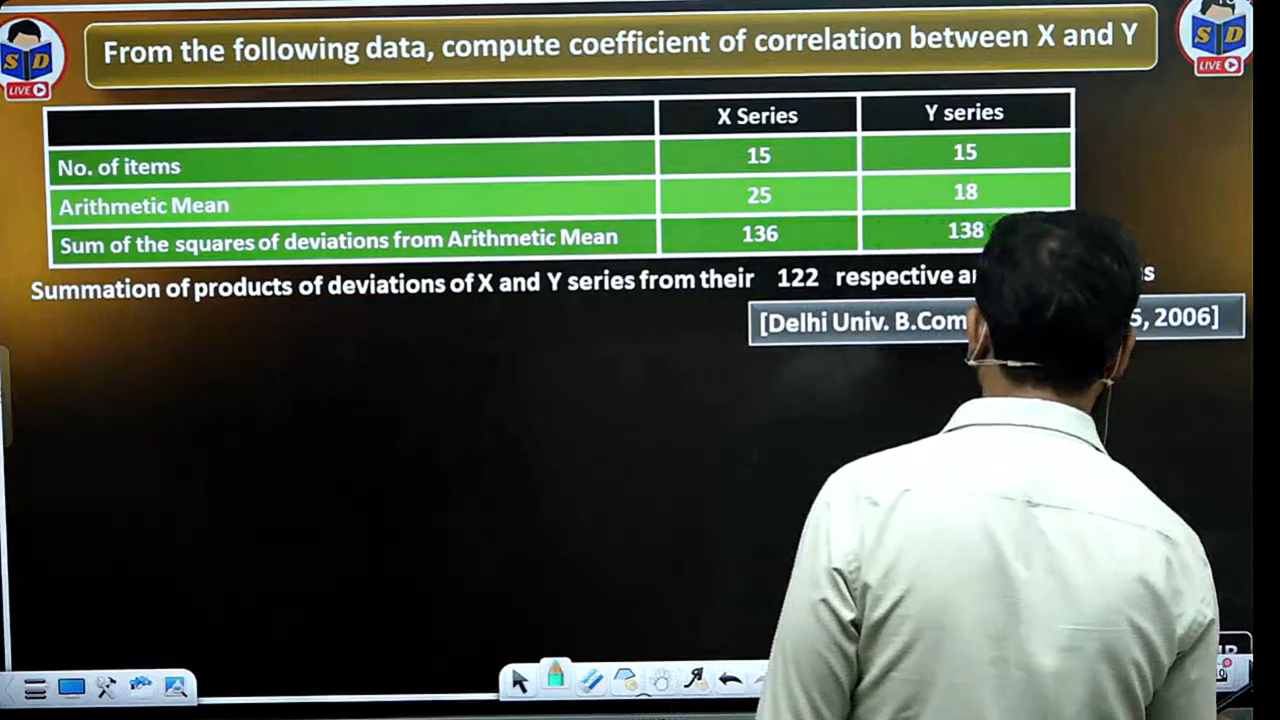 From the following data, compute coefficient of correlation between X and Y
S D
LIVE
S D
LIVE
X Series Y series
No. of items 15 15
Arithmetic Mean 25 18
Sum of the squares of deviations from Arithmetic Mean 136 138
Summation of products of deviations of X and Y series from their 122 respective
[Delhi Univ. B.Com 5, 2006]